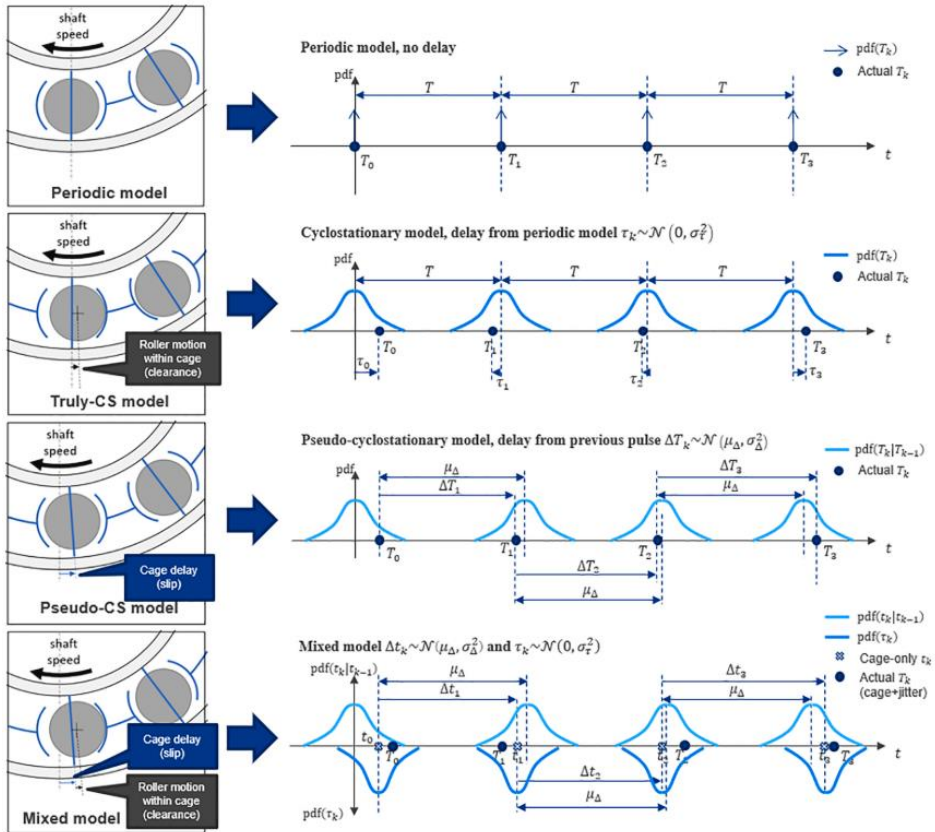 shaft
speed
Periodic model
Periodic model, no delay
pdf
pdf(T_k)
Actual T_k
T T T
T_0 T_1 T_2 T_3 t
shaft
speed
Roller motion
within cage
(clearance)
Truly-CS model
Cyclostationary model, delay from periodic model τ_k~𝒩(0, σ_τ^2)
pdf
pdf(T_k)
Actual T_k
T T T
T_0 T_1 T_2 T_3 t
τ_0 τ_1 τ_2 τ_3
shaft
speed
Cage delay
(slip)
Pseudo-CS model
Pseudo-cyclostationary model, delay from previous pulse ΔT_k~𝒩(μ_Δ, σ_Δ^2)
pdf
pdf(T_k|T_{k-1})
Actual T_k
μ_Δ ΔT_3
ΔT_1 μ_Δ
T_0 T_1 T_2 T_3 t
ΔT_2
μ_Δ
shaft
speed
Cage delay
(slip)
Roller motion
within cage
(clearance)
Mixed model
Mixed model Δt_k~𝒩(μ_Δ, σ_Δ^2) and τ_k~𝒩(0, σ_τ^2)
pdf(t_k|t_{k-1})
pdf(t_k|t_{k-1})
pdf(τ_k)
Cage-only t_k
Actual T_k
(cage+jitter)
μ_Δ Δt_3
Δt_1 μ_Δ
t_0 T_0 T_1 t_1 T_2 t_3 t
Δt_2
μ_Δ
pdf(τ_k)